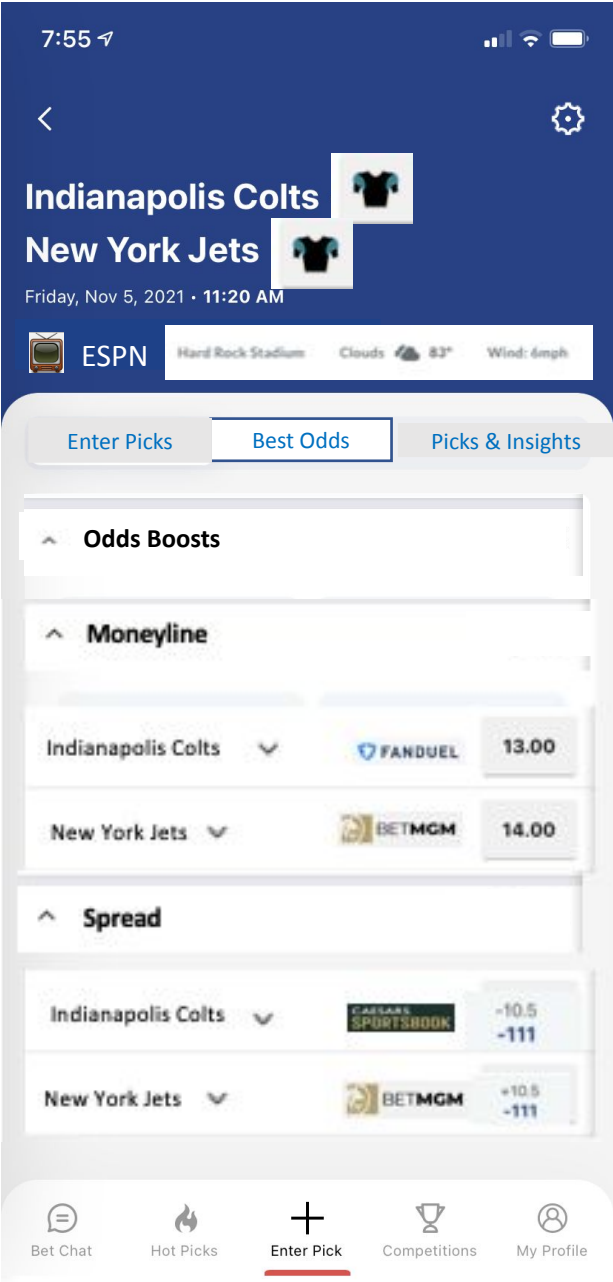 7:55
Indianapolis Colts
New York Jets
Friday, Nov 5, 2021 • 11:20 AM
ESPN Hard Rock Stadium Clouds 83° Wind: 6mph
Enter Picks Best Odds Picks & Insights
Odds Boosts
Moneyline
Indianapolis Colts FANDUEL 13.00
New York Jets BETMGM 14.00
Spread
Indianapolis Colts CAESARS SPORTSBOOK -10.5
-111
New York Jets BETMGM +10.5
-111
Bet Chat Hot Picks Enter Pick Competitions My Profile